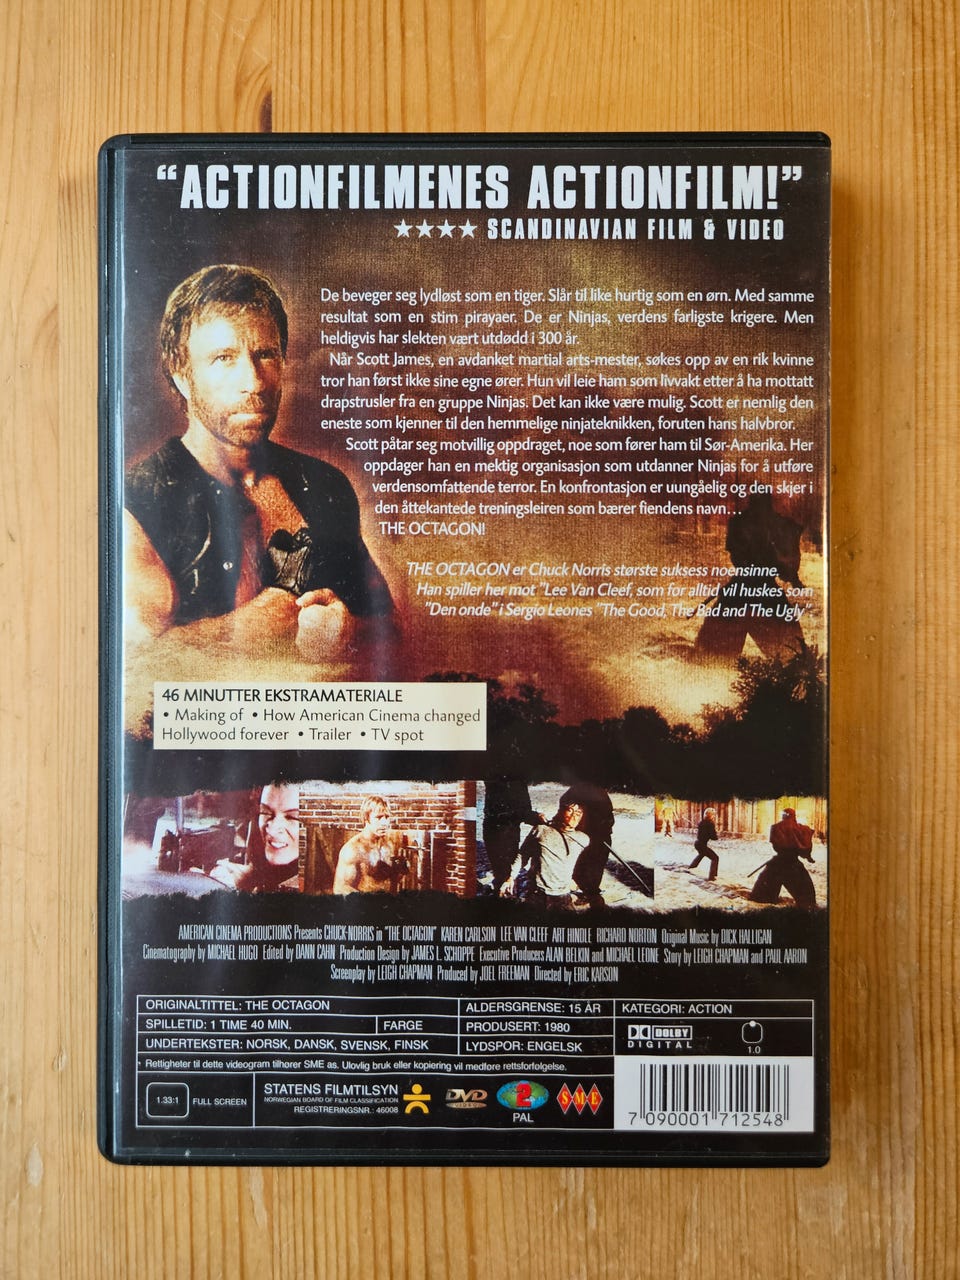 “ACTIONFILMENES ACTIONFILM!”
★★★★ SCANDINAVIAN FILM & VIDEO
De beveger seg lydløst som en tiger. Slår til like hurtig som en ørn. Med samme
resultat som en stim pirayaer. De er Ninjas, verdens farligste krigere. Men
heldigvis har slekten vært utdødd i 300 år.
Når Scott James, en avdanket martial arts-mester, søkes opp av en rik kvinne
tror han først ikke sine egne ører. Hun vil leie ham som livvakt etter å ha mottatt
drapstrusler fra en gruppe Ninjas. Det kan ikke være mulig. Scott er nemlig den
eneste som kjenner til den hemmelige ninjateknikken, foruten hans halvbror.
Scott påtar seg motvillig oppdraget, noe som fører ham til Sør-Amerika. Her
oppdager han en mektig organisasjon som utdanner Ninjas for å utføre
verdensomfattende terror. En konfrontasjon er uungåelig og den skjer i
den åttekantede treningsleiren som bærer fiendens navn…
THE OCTAGON!
THE OCTAGON er Chuck Norris største suksess noensinne.
Han spiller her mot "Lee Van Cleef, som for alltid vil huskes som
"Den onde" i Sergio Leones "The Good, The Bad and The Ugly".
46 MINUTTER EKSTRAMATERIALE
• Making of • How American Cinema changed
Hollywood forever • Trailer • TV spot
AMERICAN CINEMA PRODUCTIONS Presents CHUCK NORRIS in "THE OCTAGON" KAREN CARLSON LEE VAN CLEEF ART HINDLE RICHARD NORTON Original Music by DICK HALLIGAN
Cinematography by MICHAEL HUGO Edited by DANN CAHN Production Design by JAMES L. SCHOPPE Executive Producers ALAN BELKIN and MICHAEL LEONE Story by LEIGH CHAPMAN and PAUL AARON
Screenplay by LEIGH CHAPMAN Produced by JOEL FREEMAN Directed by ERIC KARSON
ORIGINALTITTEL: THE OCTAGON
ALDERSGRENSE: 15 ÅR
KATEGORI: ACTION
SPILLETID: 1 TIME 40 MIN.
FARGE
PRODUSERT: 1980
UNDERTEKSTER: NORSK, DANSK, SVENSK, FINSK
LYDSPOR: ENGELSK
DOLBY
DIGITAL
1.0
• Rettigheter til dette videogram tilhører SME as. Ulovlig bruk eller kopiering vil medføre rettsforfølgelse.
1.33:1
FULL SCREEN
STATENS FILMTILSYN
NORWEGIAN BOARD OF FILM CLASSIFICATION
REGISTRERINGSNR.: 46008
DVD
VIDEO
2
PAL
SME
7 090001 712548